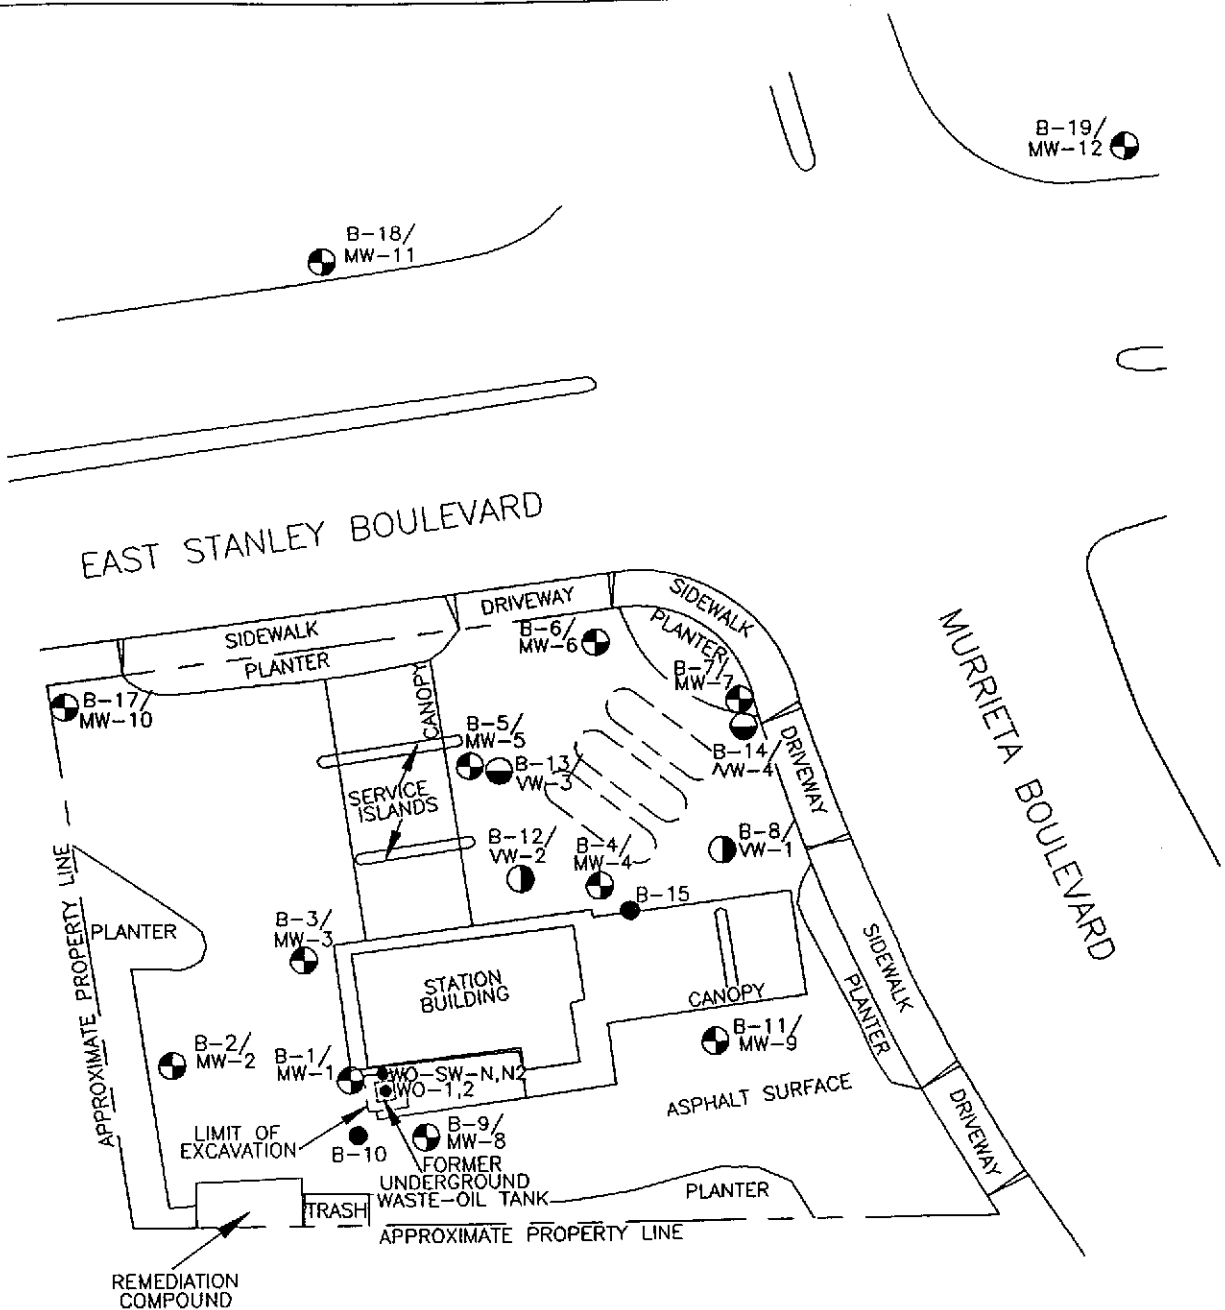 B-19/
MW-12
B-18/
MW-11
EAST STANLEY BOULEVARD
MURRIETA BOULEVARD
SIDEWALK
PLANTER
DRIVEWAY
SIDEWALK
PLANTER
B-6/
MW-6
B-7/
MW-7
B-17/
MW-10
CANOPY
B-5/
MW-5
B-13/
VW-3
B-14
VW-4
DRIVEWAY
SERVICE
ISLANDS
B-12/
VW-2
B-4/
MW-4
B-8/
VW-1
B-15
APPROXIMATE PROPERTY LINE
PLANTER
B-3/
MW-3
STATION
BUILDING
CANOPY
SIDEWALK
PLANTER
B-2/
MW-2
B-1/
MW-1
WO-SW-N,N2
WO-1,2
B-11/
MW-9
ASPHALT SURFACE
DRIVEWAY
LIMIT OF
EXCAVATION
B-10
B-9/
MW-8
FORMER
UNDERGROUND
WASTE-OIL TANK
TRASH
PLANTER
APPROXIMATE PROPERTY LINE
REMEDIATION
COMPOUND